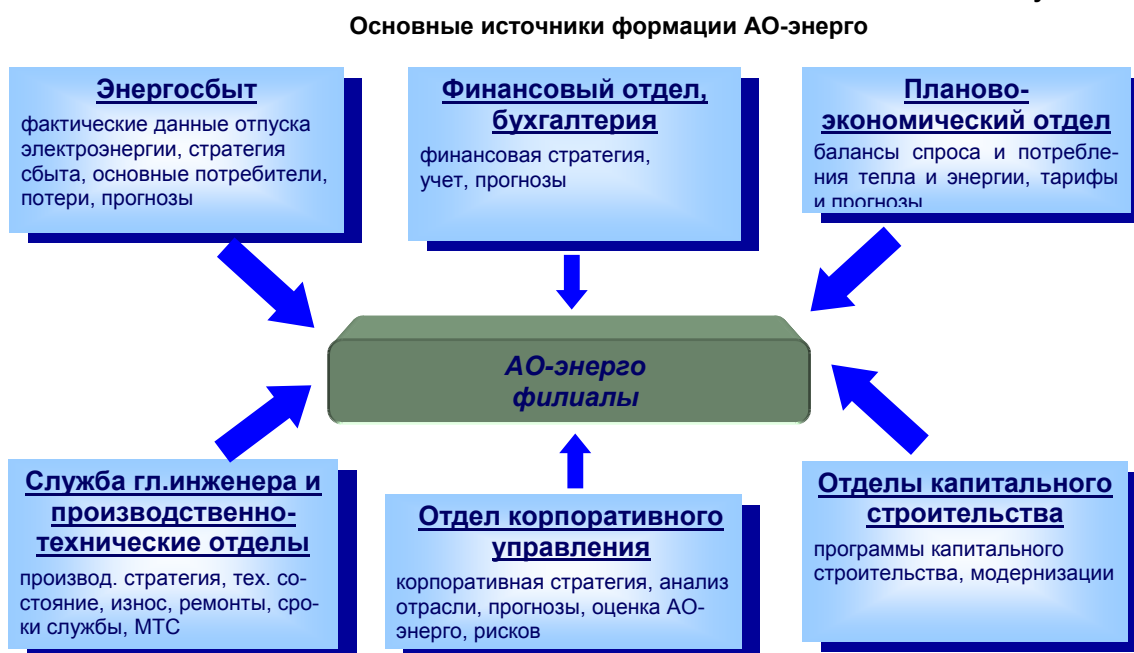 Основные источники формации АО-энерго
Энергосбыт
фактические данные отпуска
электроэнергии, стратегия
сбыта, основные потребители,
потери, прогнозы
Финансовый отдел,
бухгалтерия
финансовая стратегия,
учет, прогнозы
Планово-
экономический отдел
балансы спроса и потребле-
ния тепла и энергии, тарифы
и прогнозы
АО-энерго
филиалы
Служба гл.инженера и
производственно-
технические отделы
производ. стратегия, тех. со-
стояние, износ, ремонты, сро-
ки службы, МТС
Отдел корпоративного
управления
корпоративная стратегия, анализ
отрасли, прогнозы, оценка АО-
энерго, рисков
Отделы капитального
строительства
программы капитального
строительства, модернизации